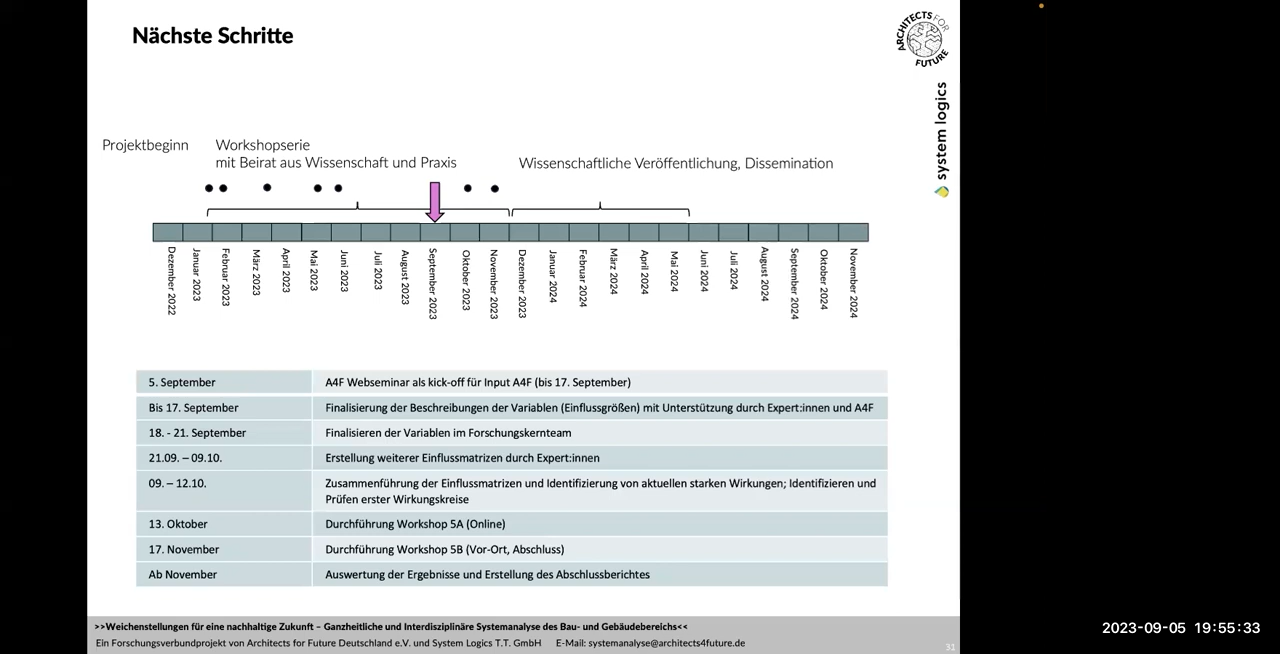 Nächste Schritte
ARCHITECTS FOR
FUTURE
system logics
Projektbeginn
Workshopserie
mit Beirat aus Wissenschaft und Praxis
Wissenschaftliche Veröffentlichung, Dissemination
Dezember 2022
Januar 2023
Februar 2023
März 2023
April 2023
Mai 2023
Juni 2023
Juli 2023
August 2023
September 2023
Oktober 2023
November 2023
Dezember 2023
Januar 2024
Februar 2024
März 2024
April 2024
Mai 2024
Juni 2024
Juli 2024
August 2024
September 2024
Oktober 2024
November 2024
5. September A4F Webseminar als kick-off für Input A4F (bis 17. September)
Bis 17. September Finalisierung der Beschreibungen der Variablen (Einflussgrößen) mit Unterstützung durch Expert:innen und A4F
18. - 21. September Finalisieren der Variablen im Forschungskernteam
21.09. – 09.10. Erstellung weiterer Einflussmatrizen durch Expert:innen
09. – 12.10. Zusammenführung der Einflussmatrizen und Identifizierung von aktuellen starken Wirkungen; Identifizieren und
Prüfen erster Wirkungskreise
13. Oktober Durchführung Workshop 5A (Online)
17. November Durchführung Workshop 5B (Vor-Ort, Abschluss)
Ab November Auswertung der Ergebnisse und Erstellung des Abschlussberichtes
>>Weichenstellungen für eine nachhaltige Zukunft – Ganzheitliche und Interdisziplinäre Systemanalyse des Bau- und Gebäudebereichs<<
Ein Forschungsverbundprojekt von Architects for Future Deutschland e.V. und System Logics T.T. GmbH E-Mail: systemanalyse@architects4future.de
31
2023-09-05 19:55:33